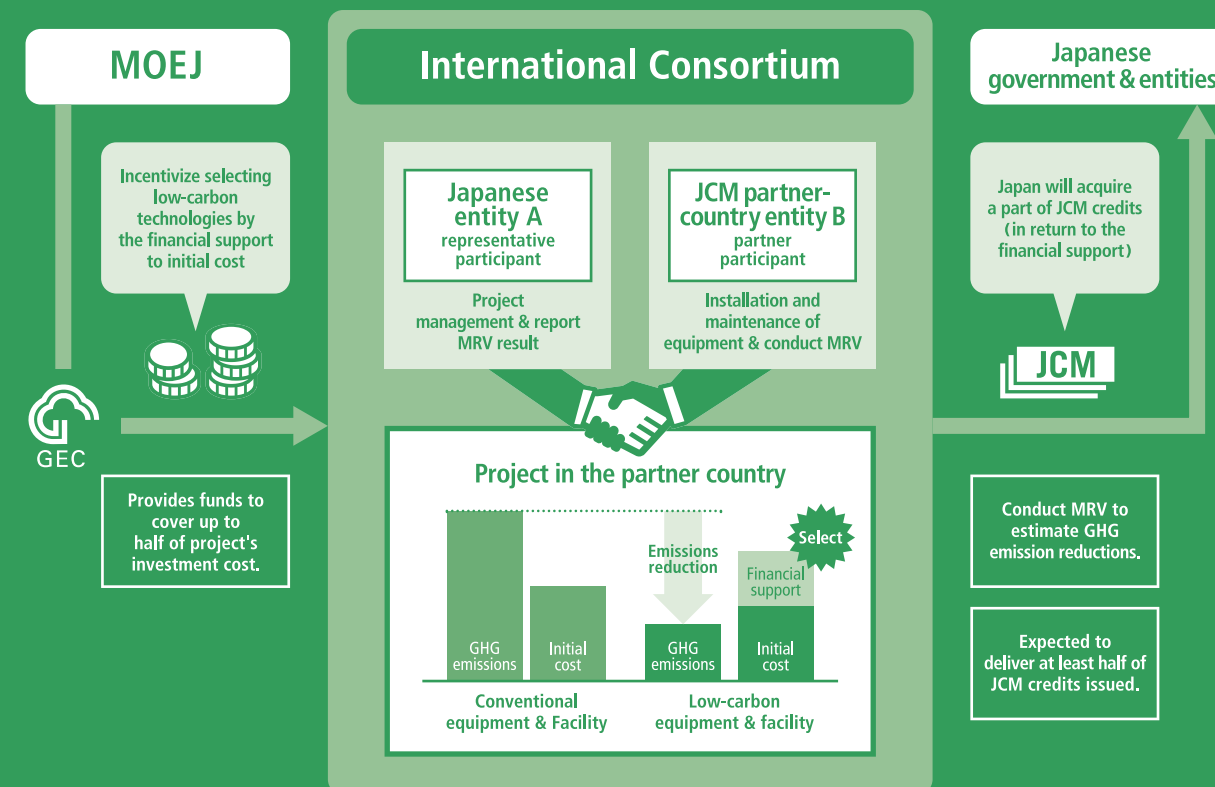 MOEJ
Incentivize selecting
low-carbon
technologies by
the financial support
to initial cost
GEC
Provides funds to
cover up to
half of project's
investment cost.
International Consortium
Japanese
entity A
representative
participant
Project
management & report
MRV result
JCM partner-
country entity B
partner
participant
Installation and
maintenance of
equipment & conduct MRV
Project in the partner country
GHG
emissions
Initial
cost
Conventional
equipment & Facility
Emissions
reduction
Select
Financial
support
GHG
emissions
Initial
cost
Low-carbon
equipment & facility
Japanese
government & entities
Japan will acquire
a part of JCM credits
(in return to the
financial support)
JCM
Conduct MRV to
estimate GHG
emission reductions.
Expected to
deliver at least half of
JCM credits issued.